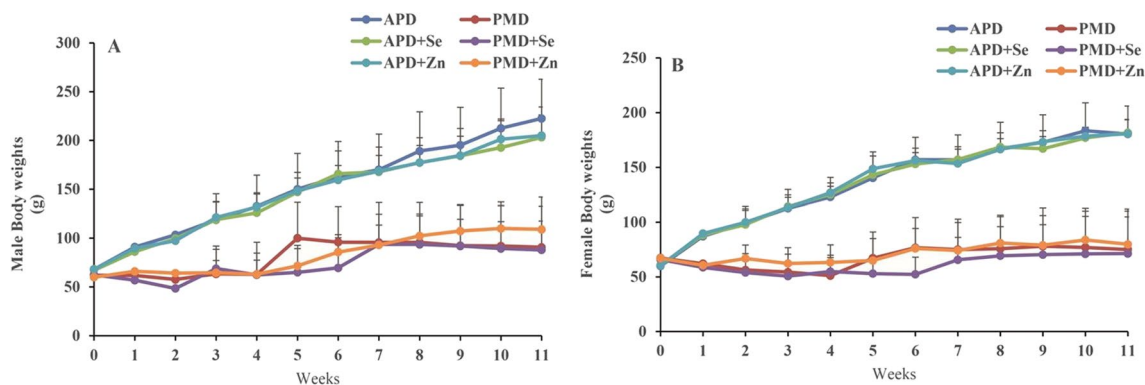 A
APD
PMD
APD+Se
PMD+Se
APD+Zn
PMD+Zn
300
250
200
150
100
50
0
Male Body weights
(g)
0 1 2 3 4 5 6 7 8 9 10 11
Weeks
B
APD
PMD
APD+Se
PMD+Se
APD+Zn
PMD+Zn
250
200
150
100
50
0
Female Body weights
(g)
0 1 2 3 4 5 6 7 8 9 10 11
Weeks